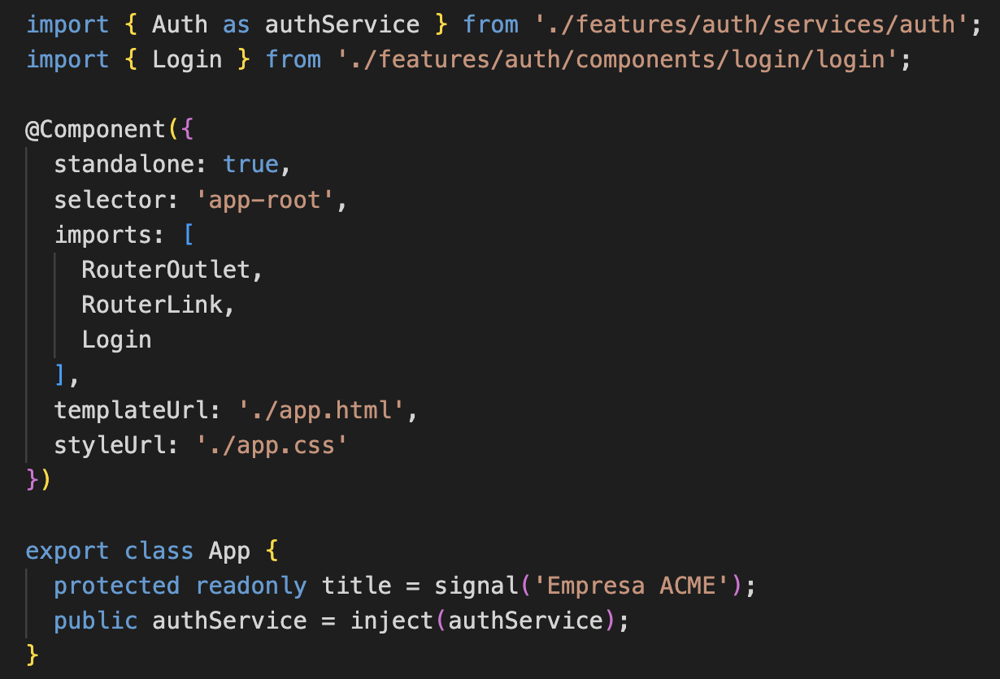 import { Auth as authService } from './features/auth/services/auth';
import { Login } from './features/auth/components/login/login';
@Component({
  standalone: true,
  selector: 'app-root',
  imports: [
    RouterOutlet,
    RouterLink,
    Login
  ],
  templateUrl: './app.html',
  styleUrl: './app.css'
})
export class App {
  protected readonly title = signal('Empresa ACME');
  public authService = inject(authService);
}